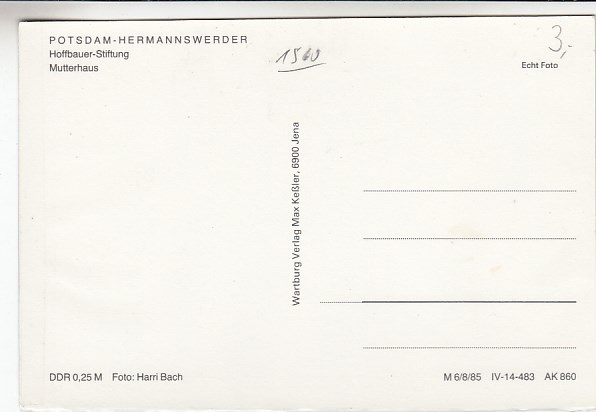 POTSDAM-HERMANNSWERDER
Hoffbauer-Stiftung
Mutterhaus
1560
3,-
Echt Foto
Wartburg Verlag Max Keßler, 6900 Jena
DDR 0,25 M Foto: Harri Bach
M 6/8/85 IV-14-483 AK 860